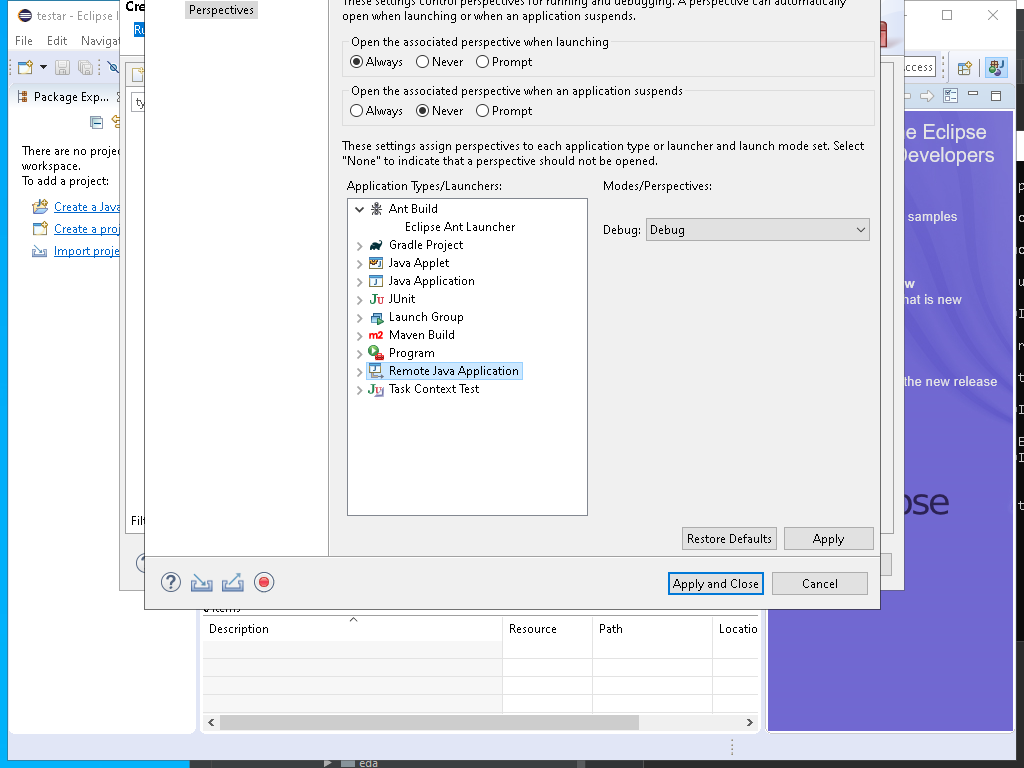 testar - Eclipse
File Edit Navigat
Cre
Perspectives
These settings control perspectives for running and debugging. A perspective can automatically
open when launching or when an application suspends.
Open the associated perspective when launching
Always Never Prompt
Open the associated perspective when an application suspends
Always Never Prompt
These settings assign perspectives to each application type or launcher and launch mode set. Select
"None" to indicate that a perspective should not be opened.
Application Types/Launchers: Modes/Perspectives:
Ant Build
Eclipse Ant Launcher
Debug: Debug
Gradle Project
Java Applet
Java Application
JUnit
Launch Group
Maven Build
Program
Remote Java Application
Task Context Test
Restore Defaults Apply
Apply and Close Cancel
Package Exp...
There are no proje
workspace.
To add a project:
Create a Java
Create a proj
Import proje
ty
Filt
ccess
e Eclipse
Developers
samples
w
hat is new
the new release
pse
items
Description Resource Path Locatio
eda